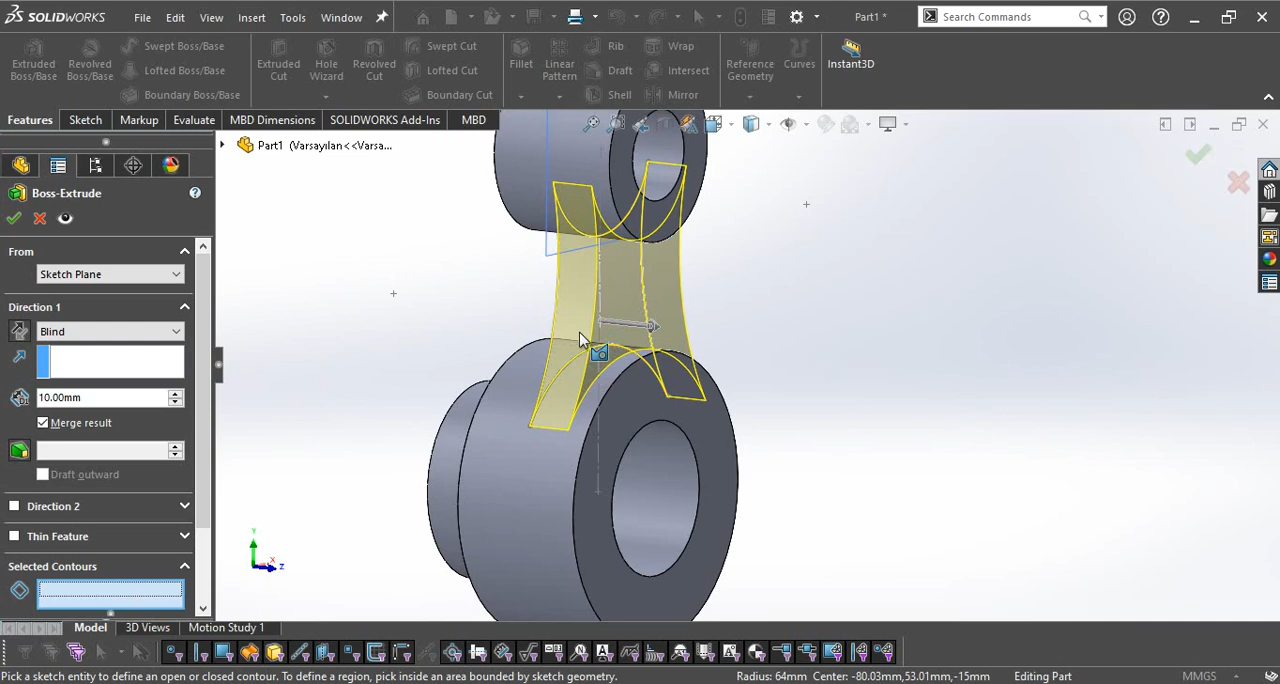 SOLIDWORKS File Edit View Insert Tools Window Part1 * Search Commands
Extruded Boss/Base
Revolved Boss/Base
Swept Boss/Base
Lofted Boss/Base
Boundary Boss/Base
Extruded Cut
Hole Wizard
Revolved Cut
Swept Cut
Lofted Cut
Boundary Cut
Fillet
Linear Pattern
Rib
Draft
Shell
Wrap
Intersect
Mirror
Reference Geometry
Curves
Instant3D
Features Sketch Markup Evaluate MBD Dimensions SOLIDWORKS Add-Ins MBD
Part1 (Varsayılan<<Varsa...
Boss-Extrude
From
Sketch Plane
Direction 1
Blind
10.00mm
Merge result
Draft outward
Direction 2
Thin Feature
Selected Contours
Y
X
Z
Model 3D Views Motion Study 1
Pick a sketch entity to define an open or closed contour. To define a region, pick inside an area bounded by sketch geometry. Radius: 64mm Center: -80.03mm,53.01mm,-15mm Editing Part MMGS